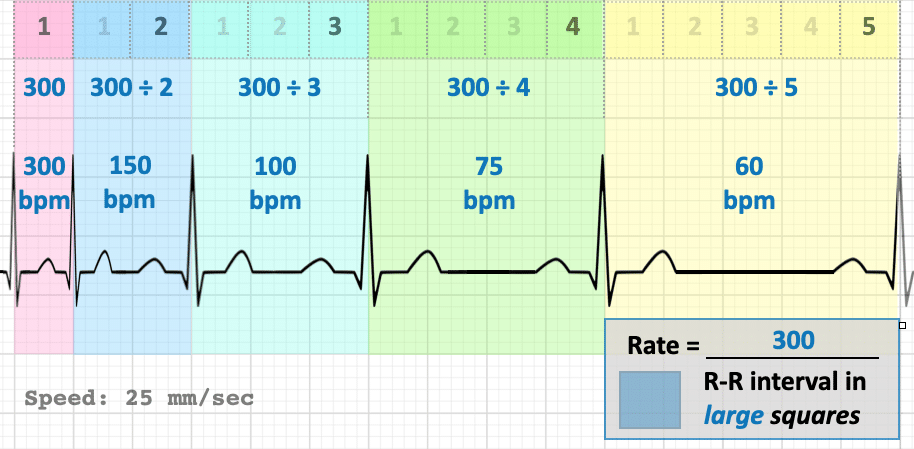 1 1 2 1 2 3 1 2 3 4 1 2 3 4 5
300 300 ÷ 2 300 ÷ 3 300 ÷ 4 300 ÷ 5
300 150 100 75 60
bpm bpm bpm bpm bpm
Rate = 300
R-R interval in
large squares
Speed: 25 mm/sec